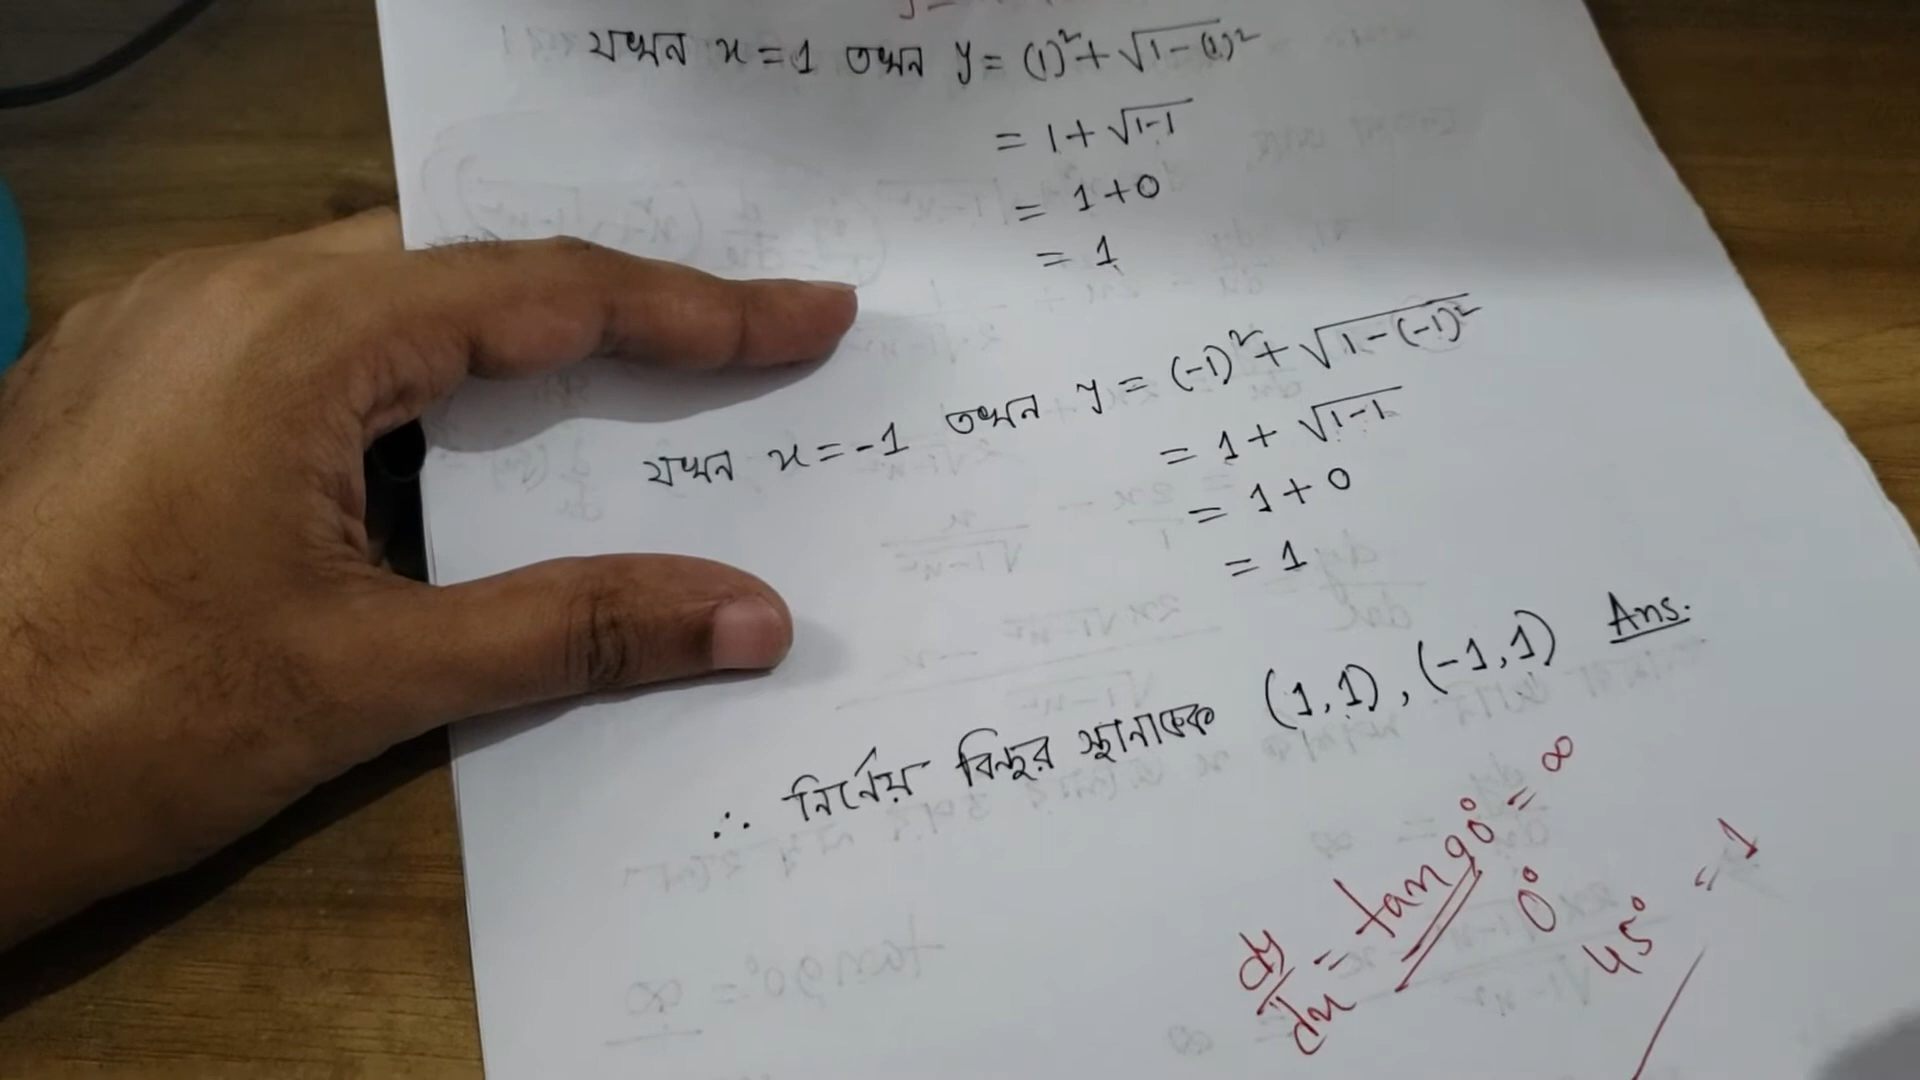 যখন x = 1 তখন y = (1)² + √1-(1)²
= 1 + √1-1
= 1 + 0
= 1
যখন x = -1 তখন y = (-1)² + √1-(-1)²
= 1 + √1-1
= 1 + 0
= 1
∴ নির্নেয় বিন্দুর স্থানাঙ্ক (1,1), (-1,1) Ans.
dy/dx = tan 90° = ∞
0°
45° = 1